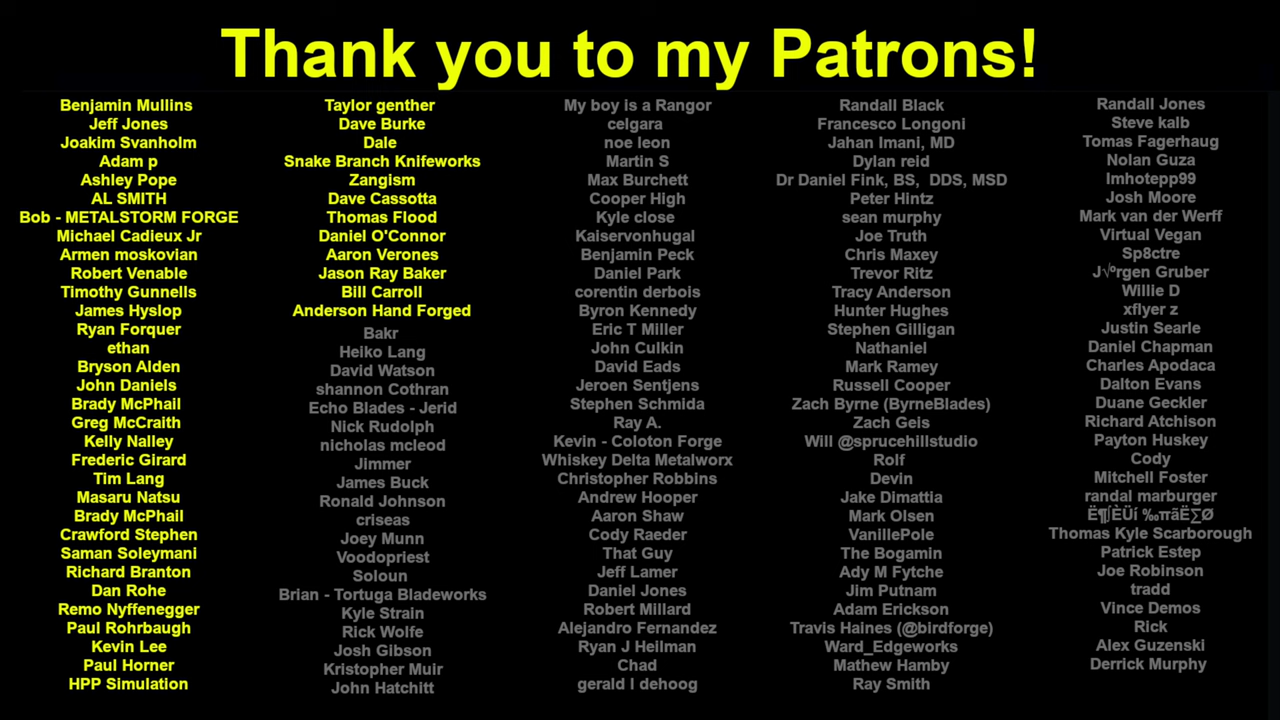 Thank you to my Patrons!
Benjamin Mullins
Jeff Jones
Joakim Svanholm
Adam p
Ashley Pope
AL SMITH
Bob - METALSTORM FORGE
Michael Cadieux Jr
Armen moskovian
Robert Venable
Timothy Gunnells
James Hyslop
Ryan Forquer
ethan
Bryson Alden
John Daniels
Brady McPhail
Greg McCraith
Kelly Nalley
Frederic Girard
Tim Lang
Masaru Natsu
Brady McPhail
Crawford Stephen
Saman Soleymani
Richard Branton
Dan Rohe
Remo Nyffenegger
Paul Rohrbaugh
Kevin Lee
Paul Horner
HPP Simulation
Taylor genther
Dave Burke
Dale
Snake Branch Knifeworks
Zangism
Dave Cassotta
Thomas Flood
Daniel O'Connor
Aaron Verones
Jason Ray Baker
Bill Carroll
Anderson Hand Forged
Bakr
Heiko Lang
David Watson
shannon Cothran
Echo Blades - Jerid
Nick Rudolph
nicholas mcleod
Jimmer
James Buck
Ronald Johnson
criseas
Joey Munn
Voodopriest
Soloun
Brian - Tortuga Bladeworks
Kyle Strain
Rick Wolfe
Josh Gibson
Kristopher Muir
John Hatchitt
My boy is a Rangor
celgara
noe leon
Martin S
Max Burchett
Cooper High
Kyle close
Kaiservonhugal
Benjamin Peck
Daniel Park
corentin derbois
Byron Kennedy
Eric T Miller
John Culkin
David Eads
Jeroen Sentjens
Stephen Schmida
Ray A.
Kevin - Coloton Forge
Whiskey Delta Metalworx
Christopher Robbins
Andrew Hooper
Aaron Shaw
Cody Raeder
That Guy
Jeff Lamer
Daniel Jones
Robert Millard
Alejandro Fernandez
Ryan J Heilman
Chad
gerald l dehoog
Randall Black
Francesco Longoni
Jahan Imani, MD
Dylan reid
Dr Daniel Fink, BS,  DDS, MSD
Peter Hintz
sean murphy
Joe Truth
Chris Maxey
Trevor Ritz
Tracy Anderson
Hunter Hughes
Stephen Gilligan
Nathaniel
Mark Ramey
Russell Cooper
Zach Byrne (ByrneBlades)
Zach Geis
Will @sprucehillstudio
Rolf
Devin
Jake Dimattia
Mark Olsen
VanillePole
The Bogamin
Ady M Fytche
Jim Putnam
Adam Erickson
Travis Haines (@birdforge)
Ward_Edgeworks
Mathew Hamby
Ray Smith
Randall Jones
Steve kalb
Tomas Fagerhaug
Nolan Guza
Imhotepp99
Josh Moore
Mark van der Werff
Virtual Vegan
Sp8ctre
J√ºrgen Gruber
Willie D
xflyer z
Justin Searle
Daniel Chapman
Charles Apodaca
Dalton Evans
Duane Geckler
Richard Atchison
Payton Huskey
Cody
Mitchell Foster
randal marburger
Thomas Kyle Scarborough
Patrick Estep
Joe Robinson
tradd
Vince Demos
Rick
Alex Guzenski
Derrick Murphy